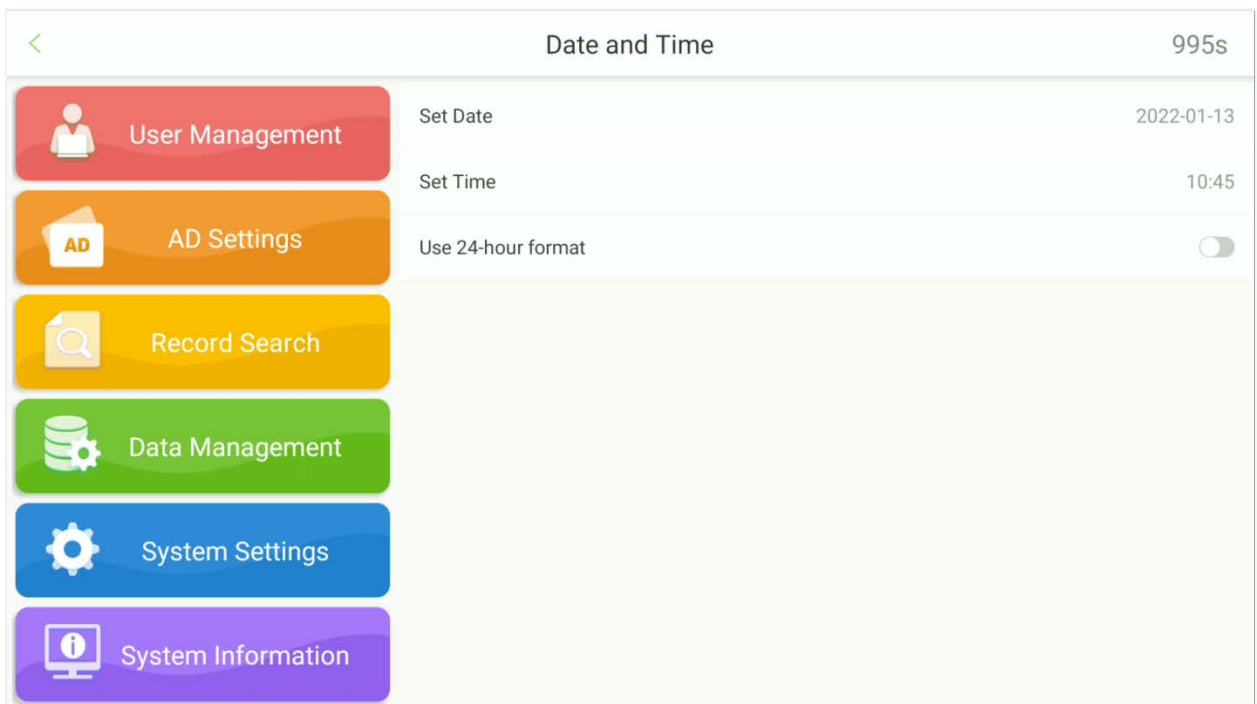 Date and Time
995s
User Management
AD
AD Settings
Record Search
Data Management
System Settings
System Information
Set Date
2022-01-13
Set Time
10:45
Use 24-hour format